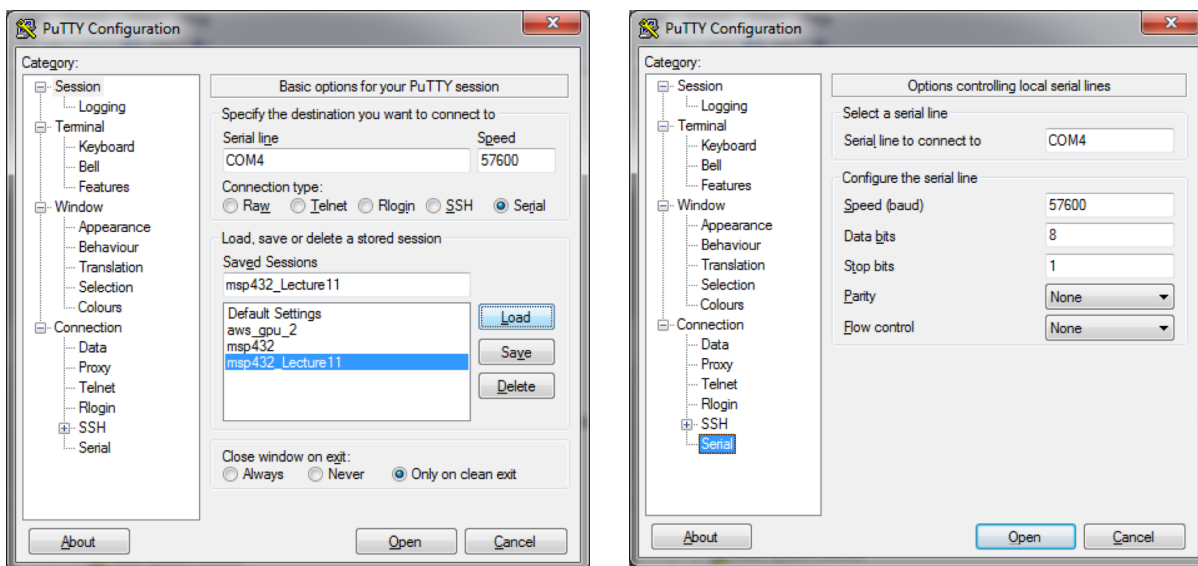 PuTTY Configuration
Category:
Session
Logging
Terminal
Keyboard
Bell
Features
Window
Appearance
Behaviour
Translation
Selection
Colours
Connection
Data
Proxy
Telnet
Rlogin
SSH
Serial
Basic options for your PuTTY session
Specify the destination you want to connect to
Serial line Speed
COM4 57600
Connection type:
Raw Telnet Rlogin SSH Serial
Load, save or delete a stored session
Saved Sessions
msp432_Lecture11
Default Settings
aws_gpu_2
msp432
msp432_Lecture11
Load
Save
Delete
Close window on exit:
Always Never Only on clean exit
About Open Cancel
PuTTY Configuration
Category:
Session
Logging
Terminal
Keyboard
Bell
Features
Window
Appearance
Behaviour
Translation
Selection
Colours
Connection
Data
Proxy
Telnet
Rlogin
SSH
Serial
Options controlling local serial lines
Select a serial line
Serial line to connect to COM4
Configure the serial line
Speed (baud) 57600
Data bits 8
Stop bits 1
Parity None
Flow control None
About Open Cancel